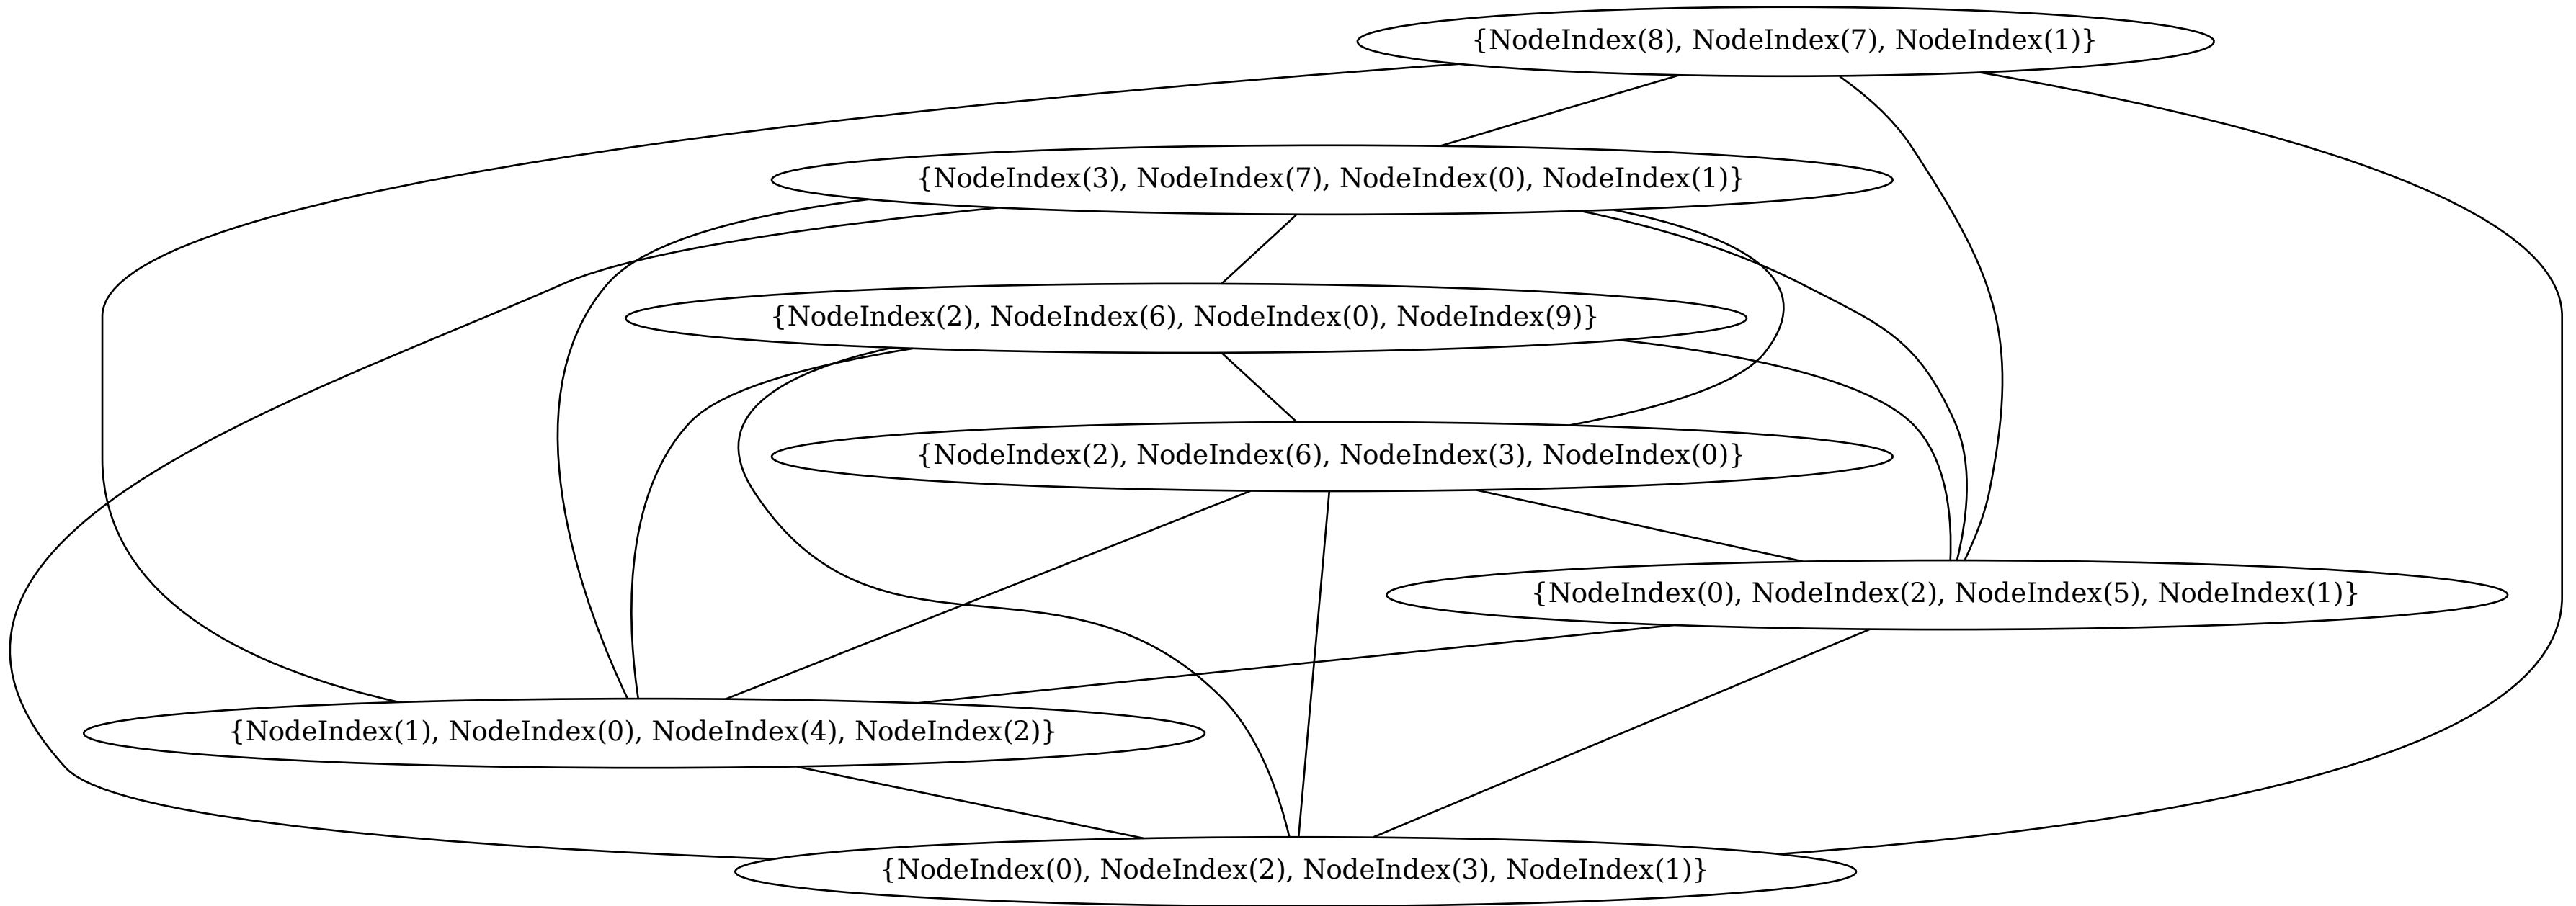 {NodeIndex(8), NodeIndex(7), NodeIndex(1)}
{NodeIndex(3), NodeIndex(7), NodeIndex(0), NodeIndex(1)}
{NodeIndex(2), NodeIndex(6), NodeIndex(0), NodeIndex(9)}
{NodeIndex(2), NodeIndex(6), NodeIndex(3), NodeIndex(0)}
{NodeIndex(0), NodeIndex(2), NodeIndex(5), NodeIndex(1)}
{NodeIndex(1), NodeIndex(0), NodeIndex(4), NodeIndex(2)}
{NodeIndex(0), NodeIndex(2), NodeIndex(3), NodeIndex(1)}